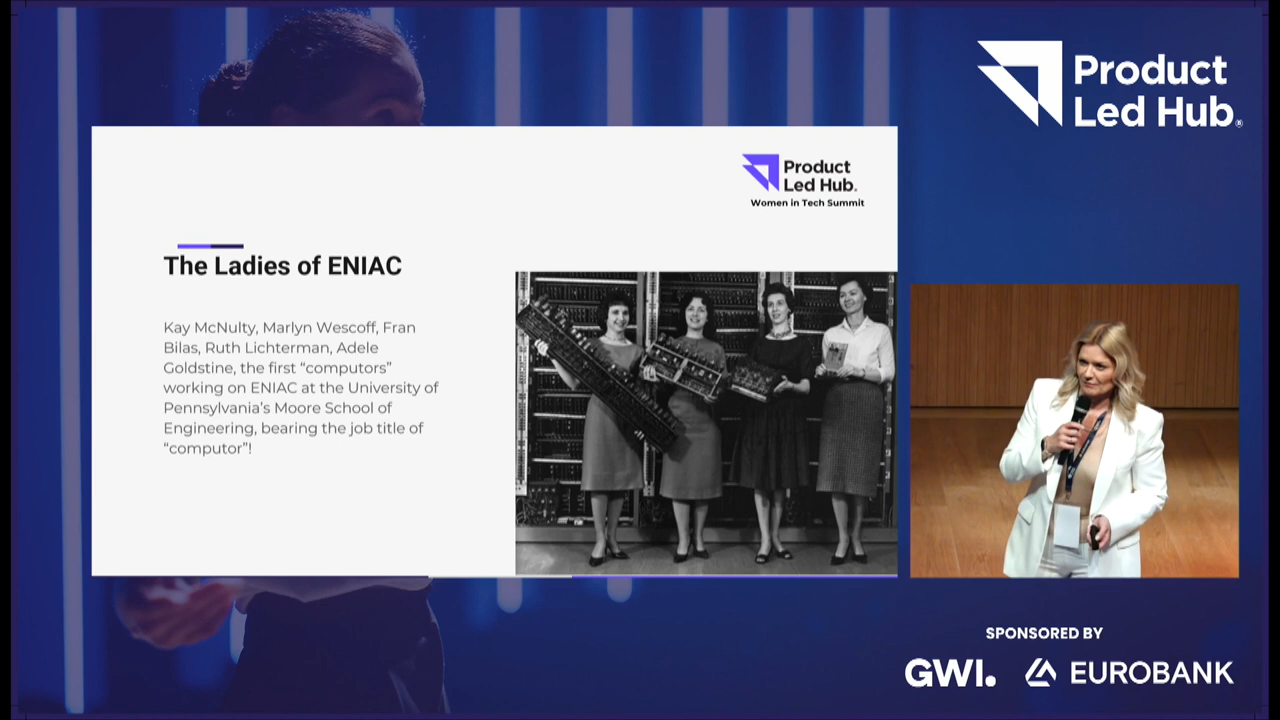 Product
Led Hub®
Product
Led Hub.
Women in Tech Summit
The Ladies of ENIAC
Kay McNulty, Marlyn Wescoff, Fran
Bilas, Ruth Lichterman, Adele
Goldstine, the first “computors”
working on ENIAC at the University of
Pennsylvania’s Moore School of
Engineering, bearing the job title of
“computor”!
SPONSORED BY
GWI.
EUROBANK